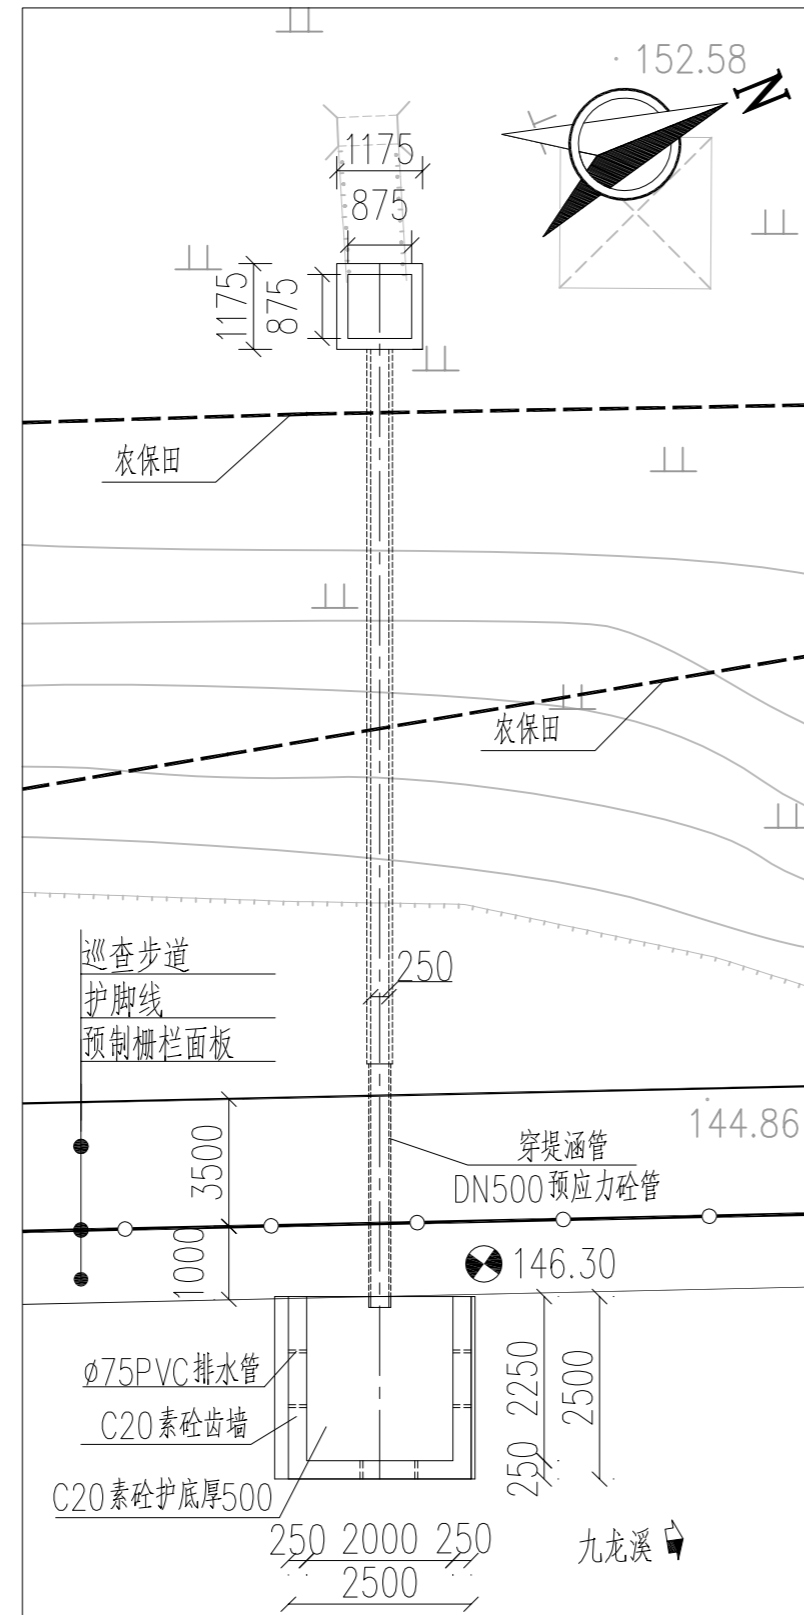 152.58
N
1175
875
1175
875
农保田
农保田
巡查步道
护脚线
预制栅栏面板
250
144.86
3500
穿堤涵管
DN500预应力砼管
1000
146.30
ø75PVC排水管
C20素砼齿墙
C20素砼护底厚500
2250
2500
250
250 2000 250
2500
九龙溪